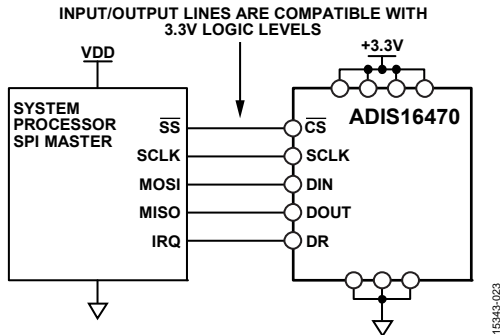 INPUT/OUTPUT LINES ARE COMPATIBLE WITH
3.3V LOGIC LEVELS
VDD
+3.3V
SYSTEM
PROCESSOR
SPI MASTER
ADIS16470
SS
CS
SCLK
SCLK
MOSI
DIN
MISO
DOUT
IRQ
DR
15343-023